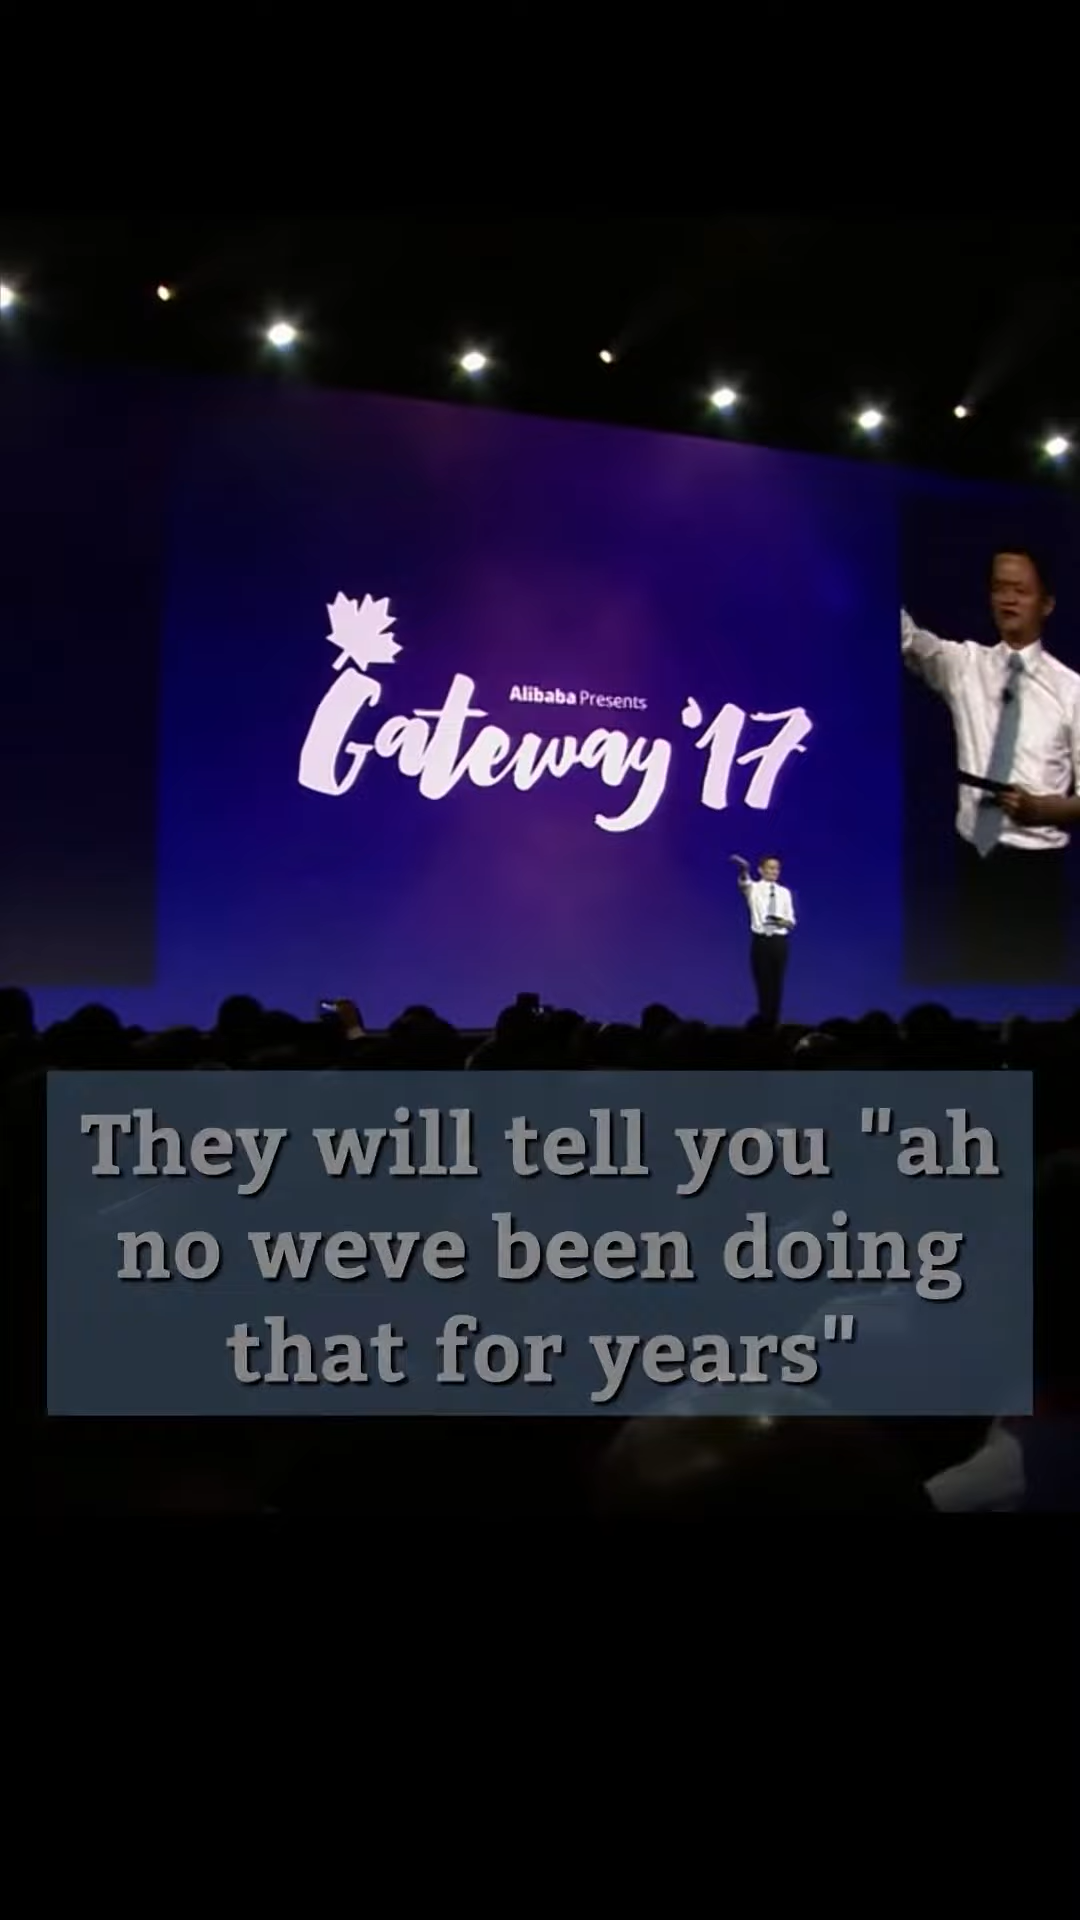 Alibaba Presents
Gateway '17
They will tell you "ah
no weve been doing
that for years"